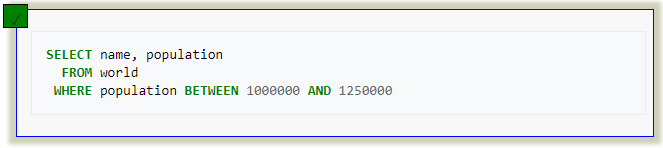 ✓
SELECT name, population
FROM world
WHERE population BETWEEN 1000000 AND 1250000